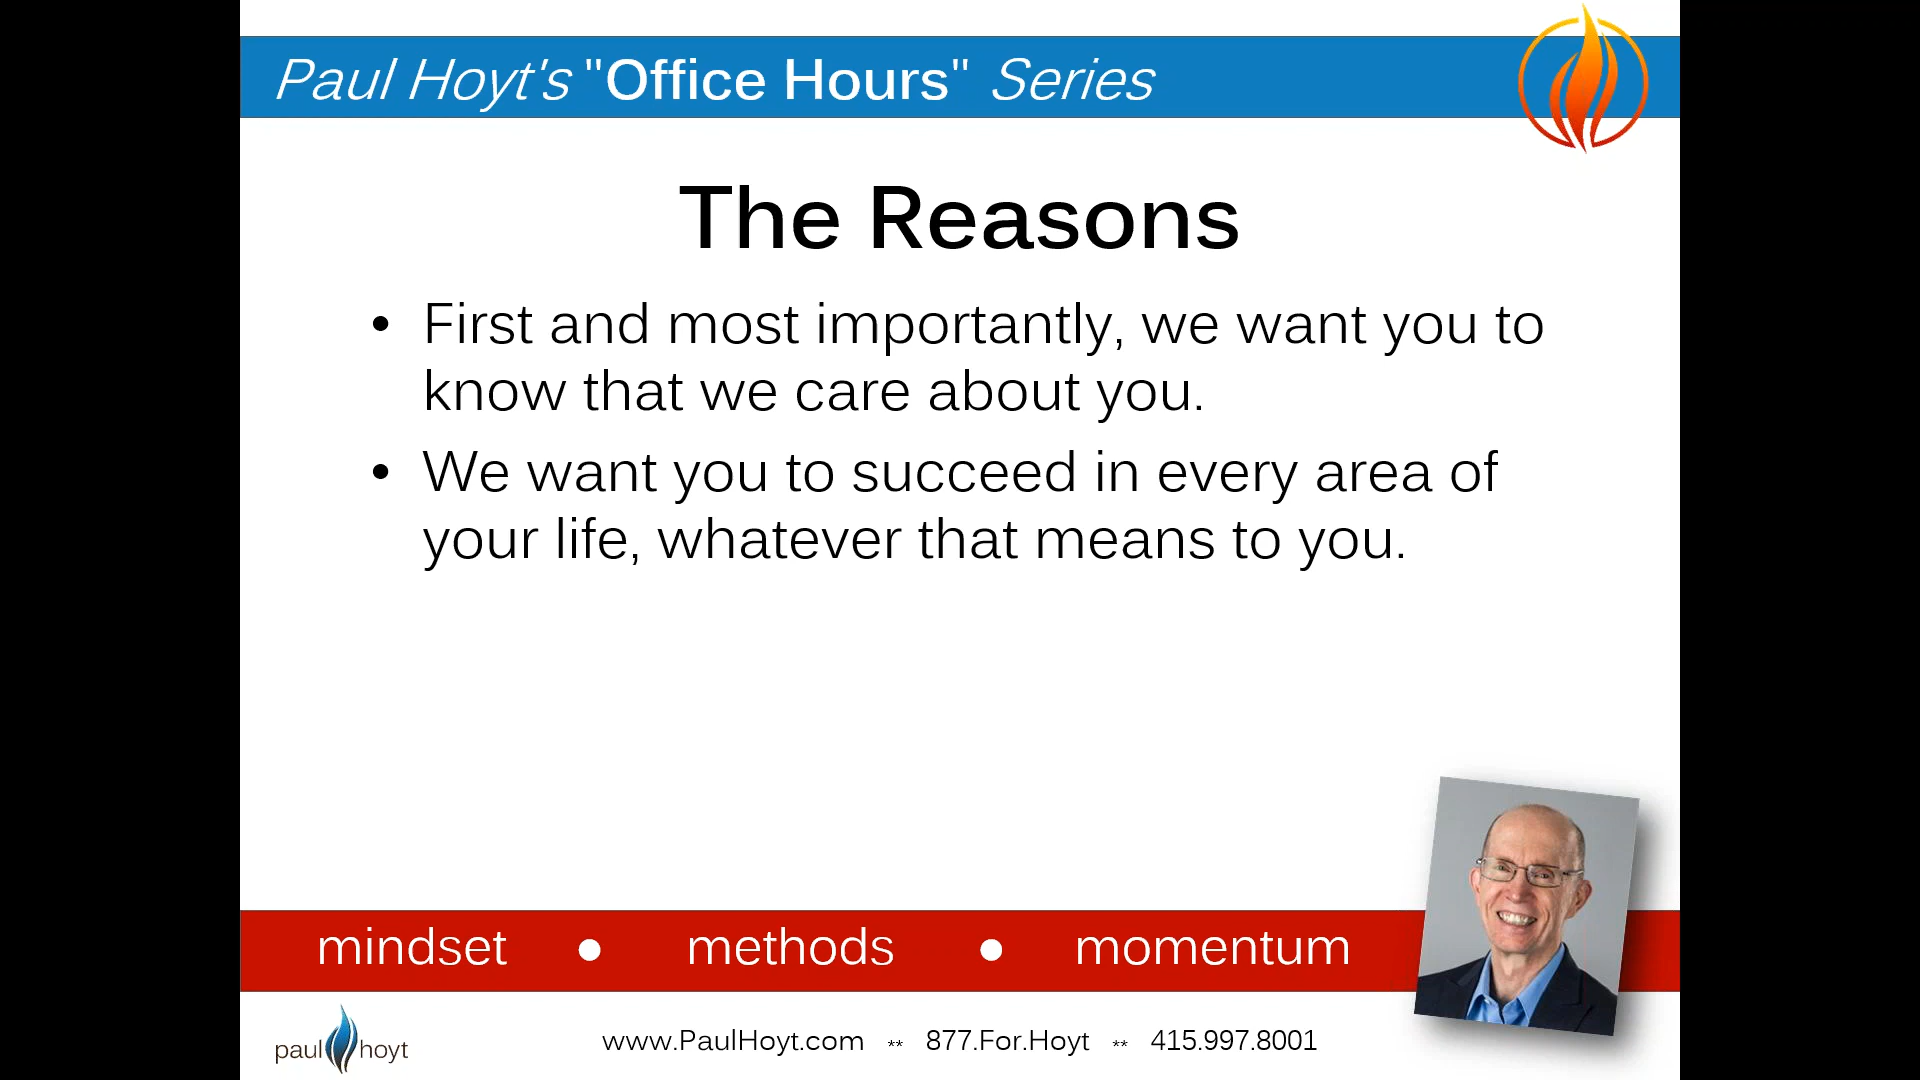 Paul Hoyt's "Office Hours" Series
The Reasons
• First and most importantly, we want you to
know that we care about you.
• We want you to succeed in every area of
your life, whatever that means to you.
mindset • methods • momentum
paul hoyt
www.PaulHoyt.com ** 877.For.Hoyt ** 415.997.8001